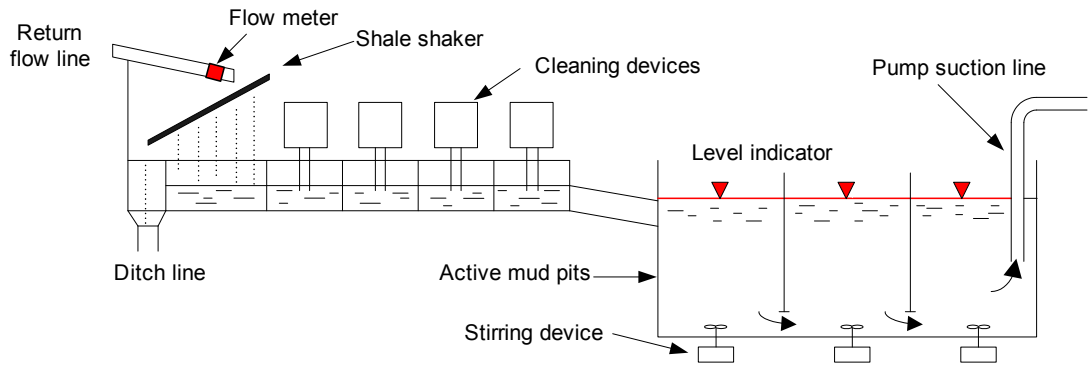 Flow meter
Return
flow line
Shale shaker
Cleaning devices
Pump suction line
Level indicator
Ditch line
Active mud pits
Stirring device